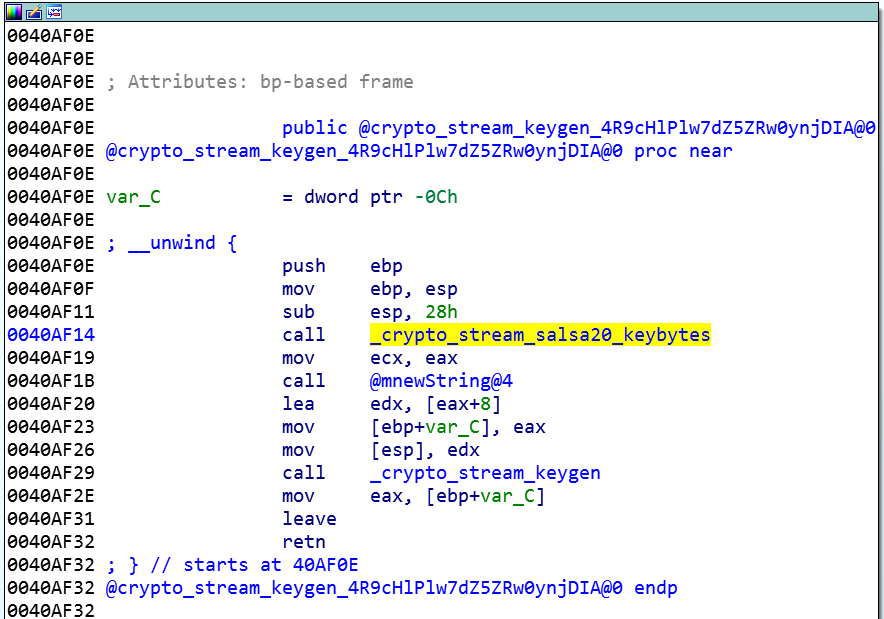 0040AF0E
0040AF0E
0040AF0E ; Attributes: bp-based frame
0040AF0E
0040AF0E public @crypto_stream_keygen_4R9cHlPlw7dZ5ZRw0ynjDIA@0
0040AF0E @crypto_stream_keygen_4R9cHlPlw7dZ5ZRw0ynjDIA@0 proc near
0040AF0E
0040AF0E var_C = dword ptr -0Ch
0040AF0E
0040AF0E ; __unwind {
0040AF0E push ebp
0040AF0F mov ebp, esp
0040AF11 sub esp, 28h
0040AF14 call _crypto_stream_salsa20_keybytes
0040AF19 mov ecx, eax
0040AF1B call @mnewString@4
0040AF20 lea edx, [eax+8]
0040AF23 mov [ebp+var_C], eax
0040AF26 mov [esp], edx
0040AF29 call _crypto_stream_keygen
0040AF2E mov eax, [ebp+var_C]
0040AF31 leave
0040AF32 retn
0040AF32 ; } // starts at 40AF0E
0040AF32 @crypto_stream_keygen_4R9cHlPlw7dZ5ZRw0ynjDIA@0 endp
0040AF32